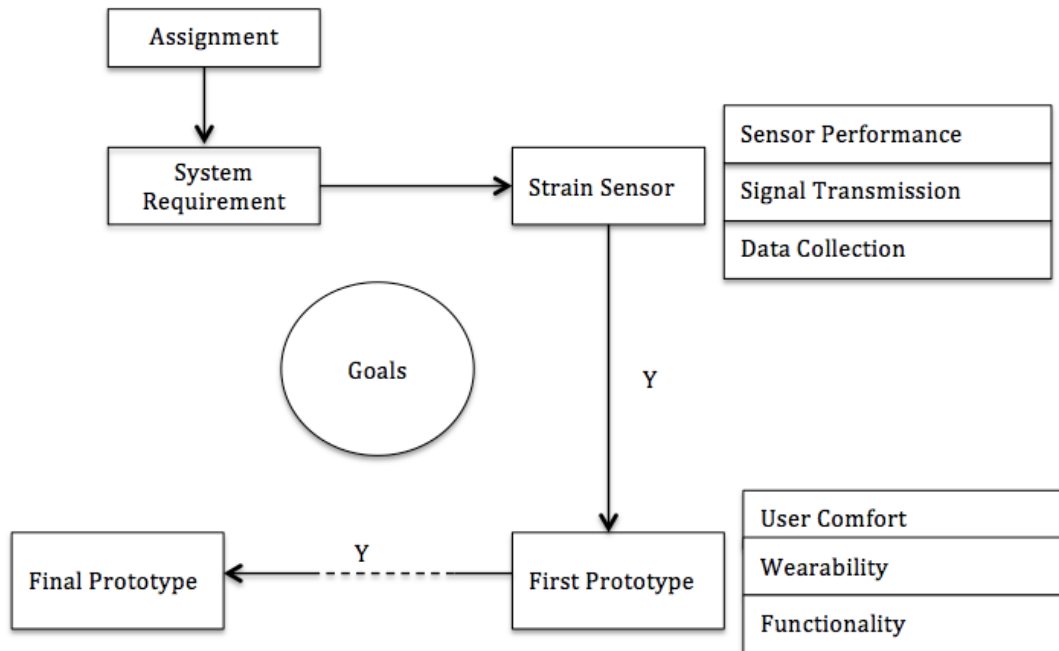 Assignment
System
Requirement
Strain Sensor
Sensor Performance
Signal Transmission
Data Collection
Goals
Y
Final Prototype
Y
First Prototype
User Comfort
Wearability
Functionality